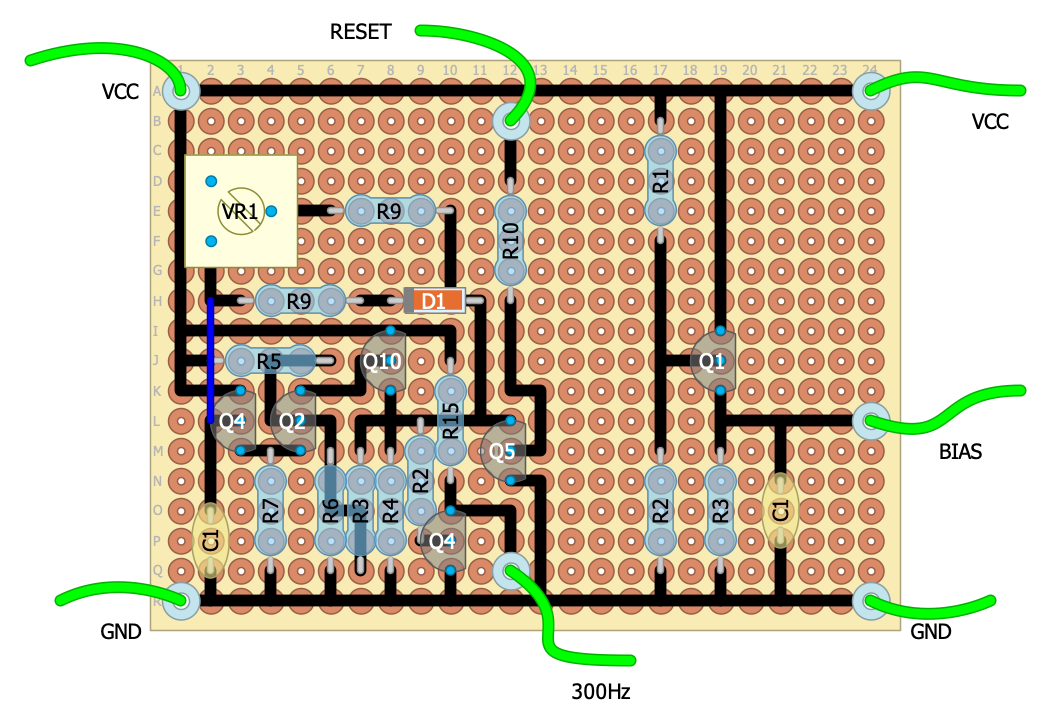 RESET
VCC
1 2 3 4 5 6 7 8 9 10 11 12 13 14 15 16 17 18 19 20 21 22 23 24
A
VCC
B
C
D
R1
E
VR1
R9
F
R10
G
H
R9
D1
I
J
R5
Q10
Q1
K
L
Q4
Q2
R15
BIAS
M
Q5
N
R2
O
R7
R6
R3
R4
R2
R3
C1
P
C1
Q4
Q
R
GND
GND
300Hz